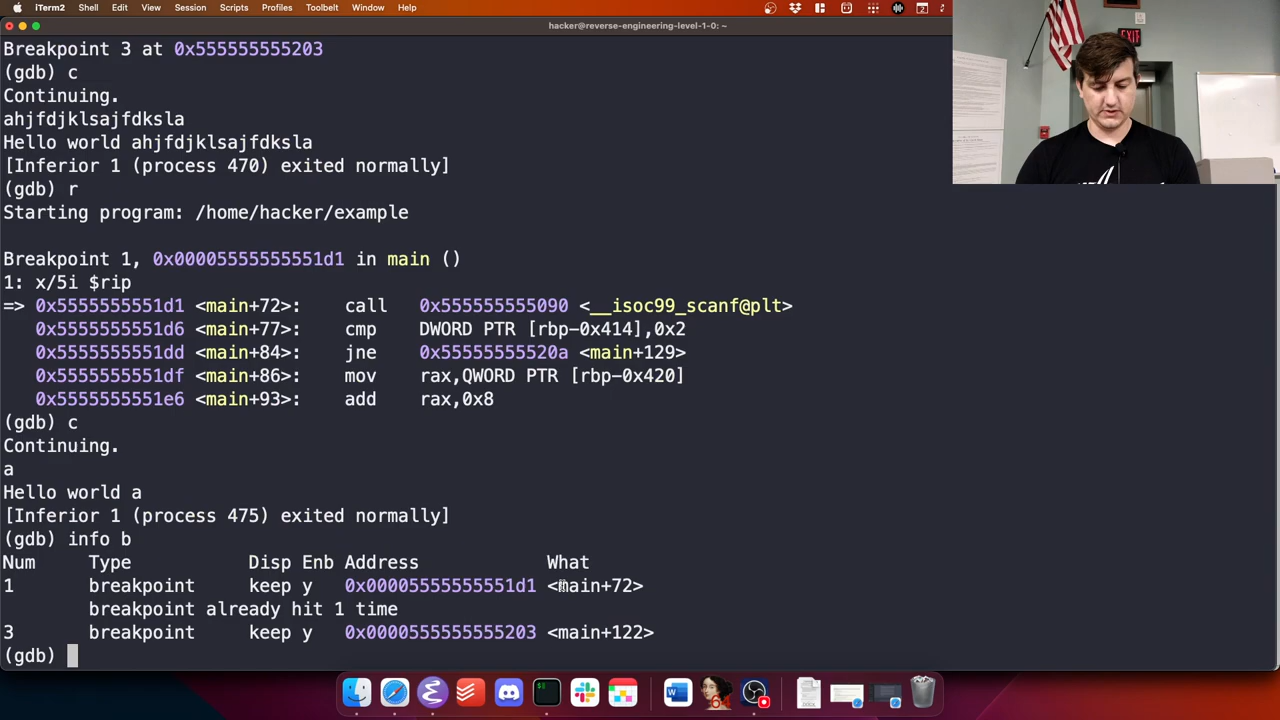 iTerm2 Shell Edit View Session Scripts Profiles Toolbelt Window Help
hacker@reverse-engineering-level-1-0: ~
EXIT
Breakpoint 3 at 0x555555555203
(gdb) c
Continuing.
ahjfdjklsajfdksla
Hello world ahjfdjklsajfdksla
[Inferior 1 (process 470) exited normally]
(gdb) r
Starting program: /home/hacker/example
Breakpoint 1, 0x00005555555551d1 in main ()
1: x/5i $rip
=> 0x5555555551d1 <main+72>: call 0x555555555090 <__isoc99_scanf@plt>
0x5555555551d6 <main+77>: cmp DWORD PTR [rbp-0x414],0x2
0x5555555551dd <main+84>: jne 0x55555555520a <main+129>
0x5555555551df <main+86>: mov rax,QWORD PTR [rbp-0x420]
0x5555555551e6 <main+93>: add rax,0x8
(gdb) c
Continuing.
a
Hello world a
[Inferior 1 (process 475) exited normally]
(gdb) info b
Num Type Disp Enb Address What
1 breakpoint keep y 0x00005555555551d1 <main+72>
breakpoint already hit 1 time
3 breakpoint keep y 0x0000555555555203 <main+122>
(gdb)